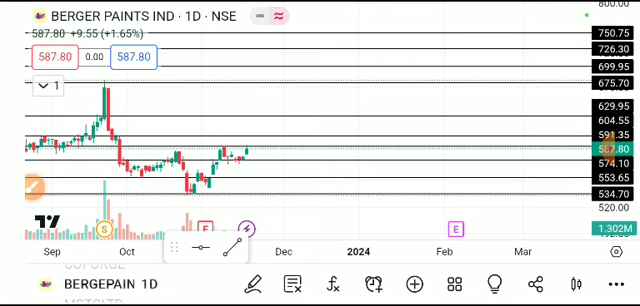 BERGER PAINTS IND · 1D · NSE
800.00
587.80 +9.55 (+1.65%)
750.75
726.30
587.80 0.00 587.80
699.95
1
675.70
629.95
604.55
591.35
587.80
574.10
553.65
534.70
520.00
S E E
1.302M
Sep Oct Dec 2024 Feb Mar
BERGEPAIN 1D